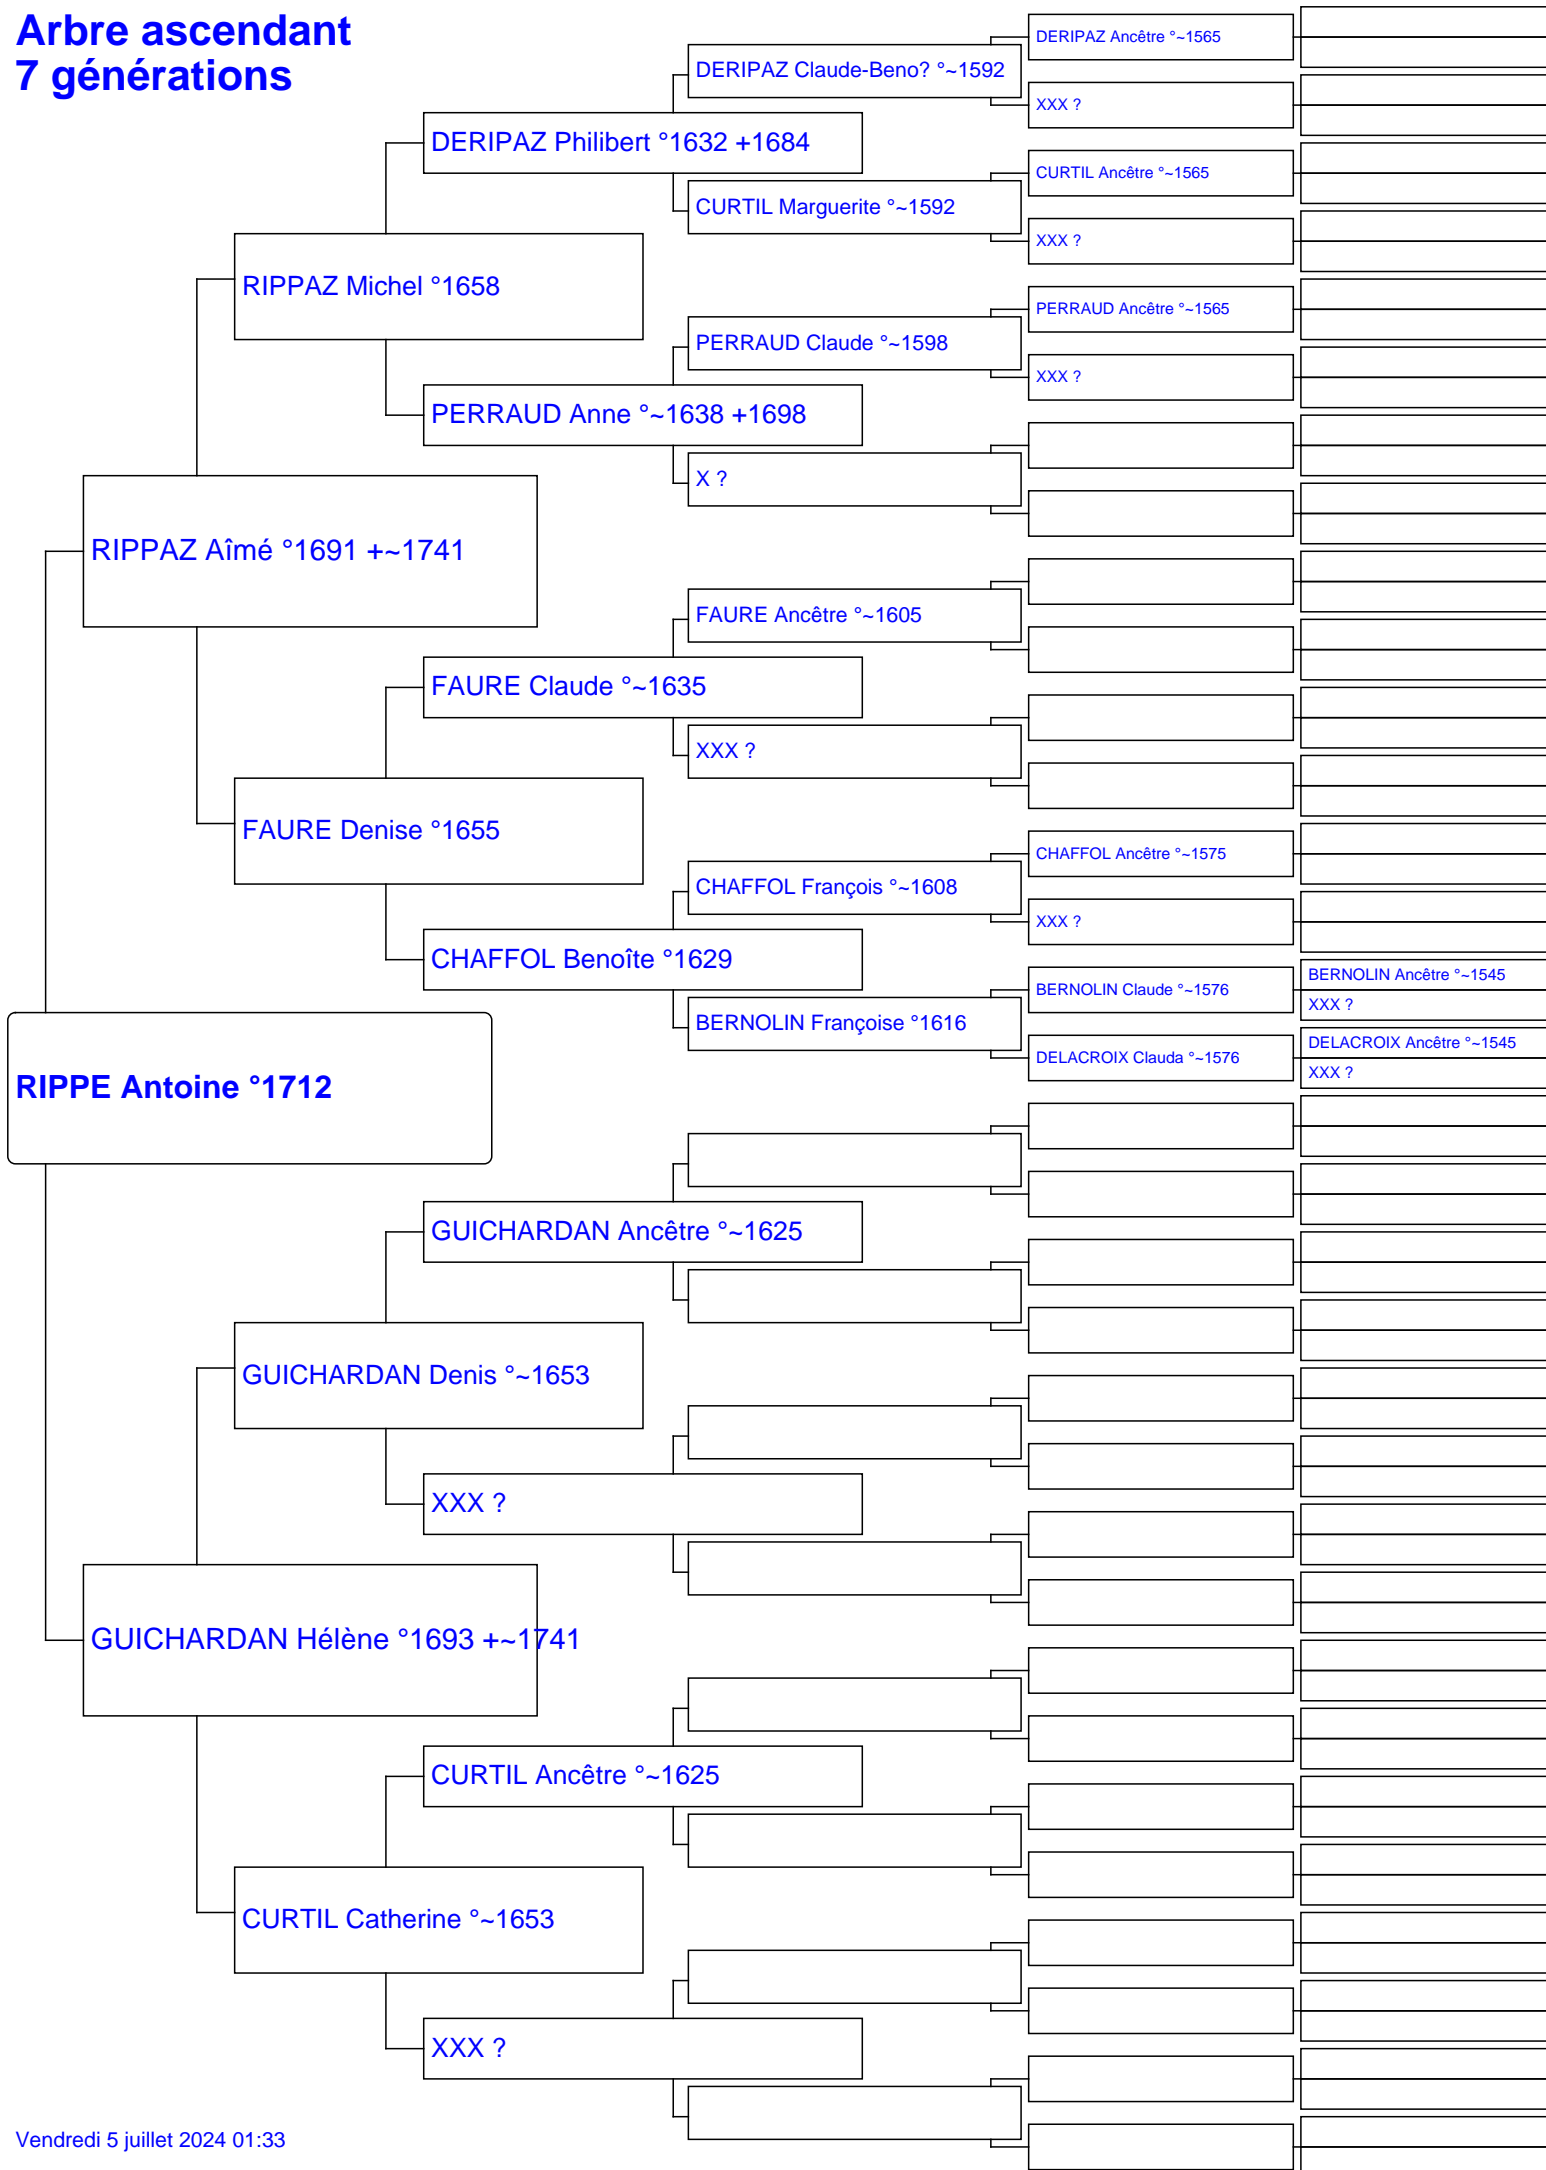 Arbre ascendant
7 générations
DERIPAZ Ancêtre °~1565
DERIPAZ Claude-Beno? °~1592
XXX ?
DERIPAZ Philibert °1632 +1684
CURTIL Ancêtre °~1565
CURTIL Marguerite °~1592
XXX ?
RIPPAZ Michel °1658
PERRAUD Ancêtre °~1565
PERRAUD Claude °~1598
XXX ?
PERRAUD Anne °~1638 +1698
X ?
RIPPAZ Aîmé °1691 +~1741
FAURE Ancêtre °~1605
FAURE Claude °~1635
XXX ?
FAURE Denise °1655
CHAFFOL Ancêtre °~1575
CHAFFOL François °~1608
XXX ?
CHAFFOL Benoîte °1629
BERNOLIN Ancêtre °~1545
BERNOLIN Claude °~1576
XXX ?
BERNOLIN Françoise °1616
DELACROIX Ancêtre °~1545
DELACROIX Clauda °~1576
XXX ?
RIPPE Antoine °1712
GUICHARDAN Ancêtre °~1625
GUICHARDAN Denis °~1653
XXX ?
GUICHARDAN Hélène °1693 +~1741
CURTIL Ancêtre °~1625
CURTIL Catherine °~1653
XXX ?
Vendredi 5 juillet 2024 01:33